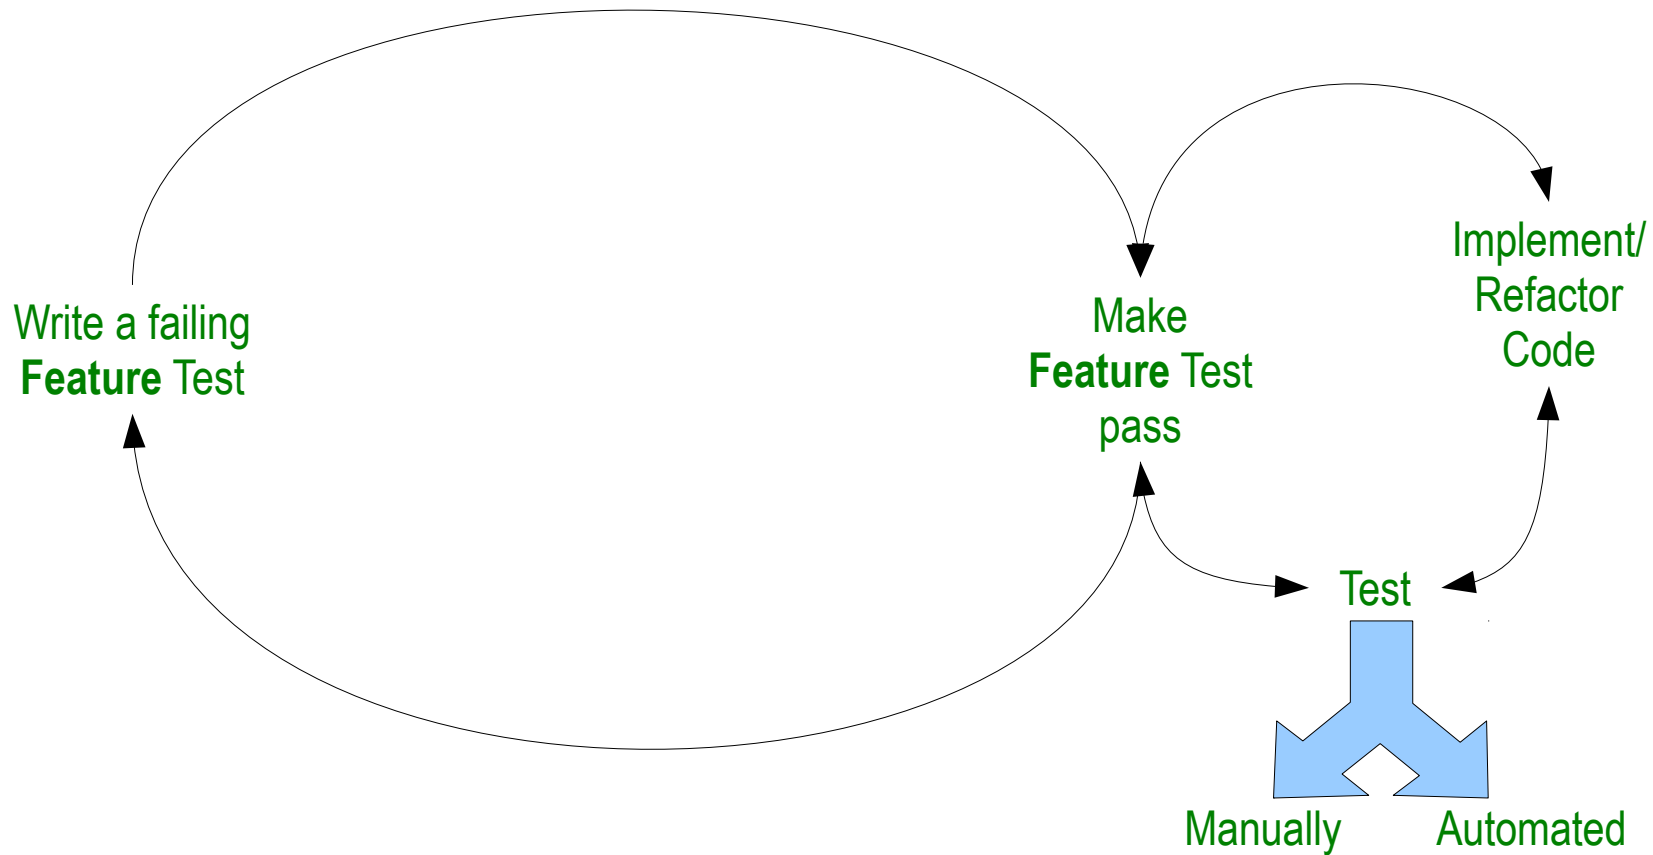 Write a failing
Feature Test
Make
Feature Test
pass
Implement/
Refactor
Code
Test
Manually
Automated